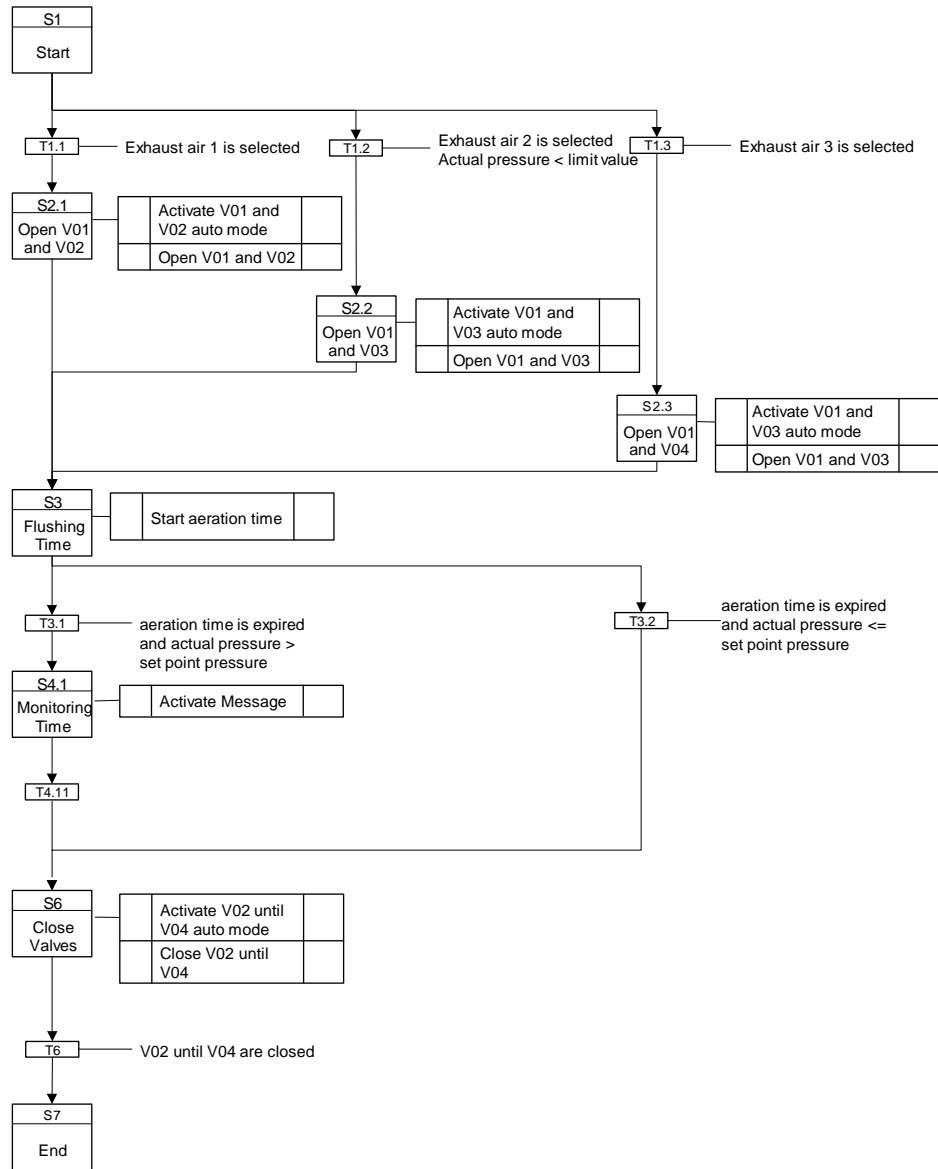 S1
Start
T1.1
Exhaust air 1 is selected
T1.2
Exhaust air 2 is selected
Actual pressure < limit value
T1.3
Exhaust air 3 is selected
S2.1
Open V01
and V02
Activate V01 and
V02 auto mode
Open V01 and V02
S2.2
Open V01
and V03
Activate V01 and
V03 auto mode
Open V01 and V03
S2.3
Open V01
and V04
Activate V01 and
V03 auto mode
Open V01 and V03
S3
Flushing
Time
Start aeration time
T3.1
aeration time is expired
and actual pressure >
set point pressure
T3.2
aeration time is expired
and actual pressure <=
set point pressure
S4.1
Monitoring
Time
Activate Message
T4.11
S6
Close
Valves
Activate V02 until
V04 auto mode
Close V02 until
V04
T6
V02 until V04 are closed
S7
End